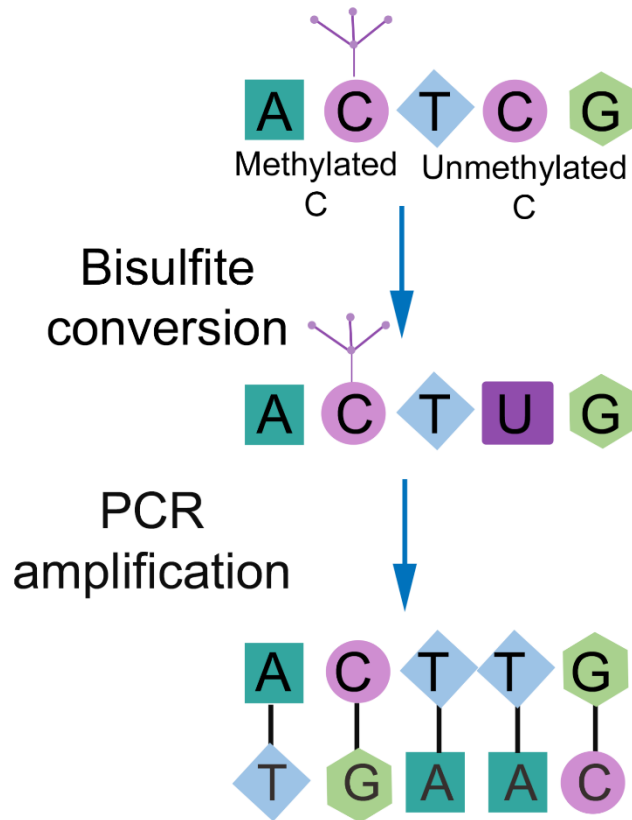 A C T C G
Methylated Unmethylated
C C
Bisulfite
conversion
A C T U G
PCR
amplification
A C T T G
T G A A C